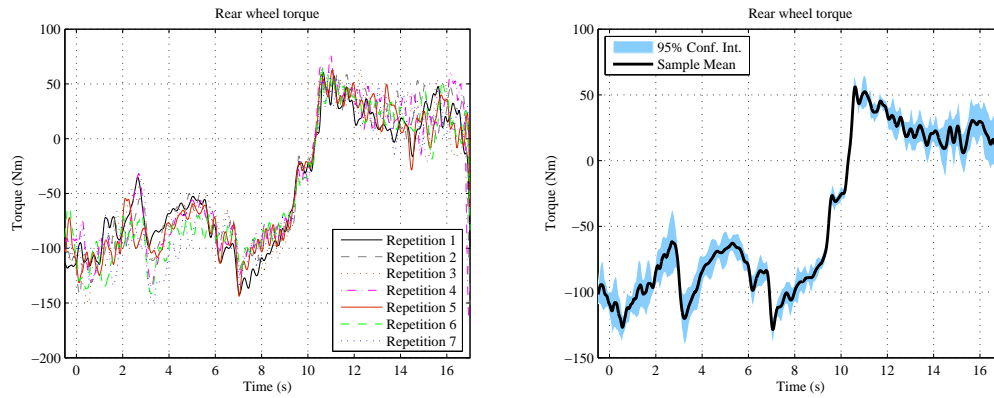 Rear wheel torque
100
50
0
−50
−100
−150
−200
Torque (Nm)
0 2 4 6 8 10 12 14 16
Time (s)
Repetition 1
Repetition 2
Repetition 3
Repetition 4
Repetition 5
Repetition 6
Repetition 7
Rear wheel torque
100
50
0
−50
−100
−150
Torque (Nm)
0 2 4 6 8 10 12 14 16
Time (s)
95% Conf. Int.
Sample Mean